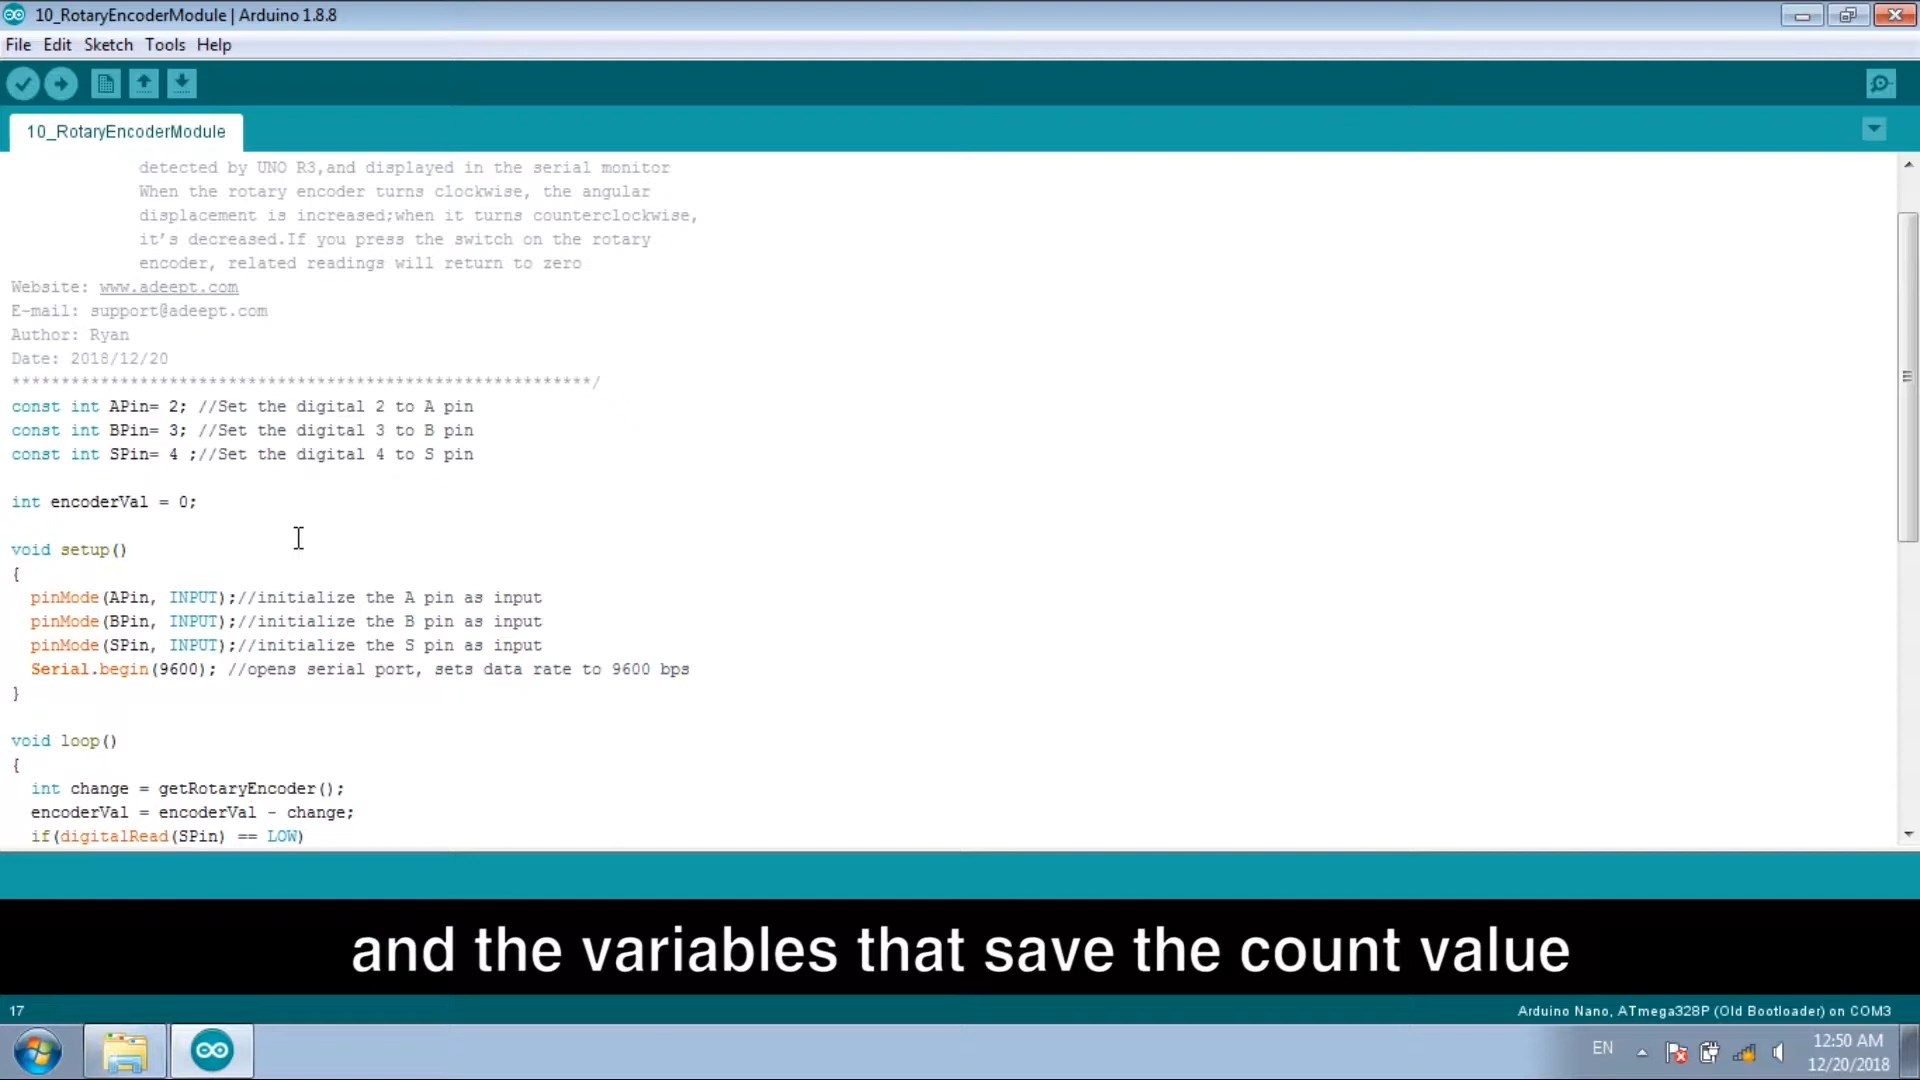 10_RotaryEncoderModule | Arduino 1.8.8
File Edit Sketch Tools Help
10_RotaryEncoderModule
detected by UNO R3,and displayed in the serial monitor
When the rotary encoder turns clockwise, the angular
displacement is increased;when it turns counterclockwise,
it's decreased.If you press the switch on the rotary
encoder, related readings will return to zero
Website: www.adeept.com
E-mail: support@adeept.com
Author: Ryan
Date: 2018/12/20
***********************************************************/
const int APin= 2; //Set the digital 2 to A pin
const int BPin= 3; //Set the digital 3 to B pin
const int SPin= 4 ;//Set the digital 4 to S pin
int encoderVal = 0;
void setup()
{
pinMode(APin, INPUT);//initialize the A pin as input
pinMode(BPin, INPUT);//initialize the B pin as input
pinMode(SPin, INPUT);//initialize the S pin as input
Serial.begin(9600); //opens serial port, sets data rate to 9600 bps
}
void loop()
{
int change = getRotaryEncoder();
encoderVal = encoderVal - change;
if(digitalRead(SPin) == LOW)
and the variables that save the count value
17
Arduino Nano, ATmega328P (Old Bootloader) on COM3
EN
12:50 AM
12/20/2018